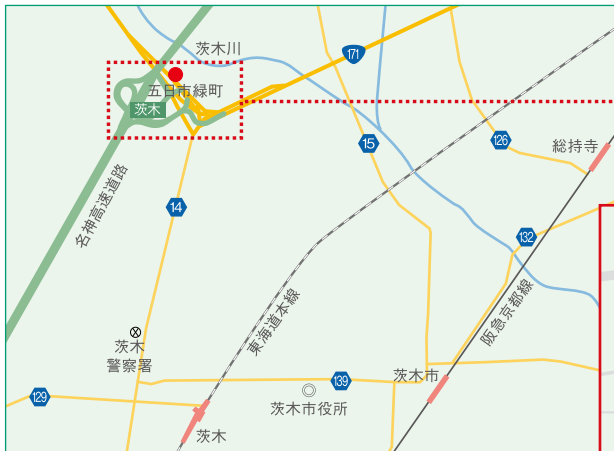 茨木川
171
五日市緑町
茨木
15
126
総持寺
名神高速道路
14
132
東海道本線
阪急京都線
茨木
警察署
139
茨木市
129
茨木市役所
茨木